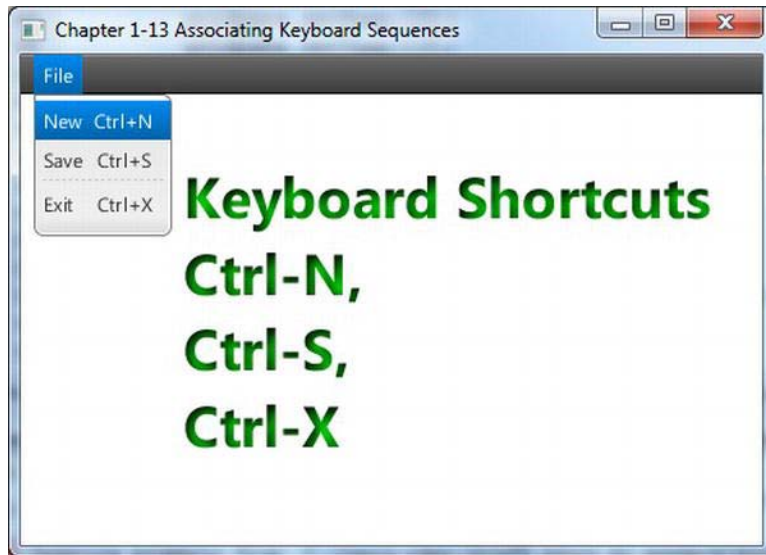 Chapter 1-13 Associating Keyboard Sequences
File
New Ctrl+N
Save Ctrl+S
Exit Ctrl+X
Keyboard Shortcuts
Ctrl-N,
Ctrl-S,
Ctrl-X